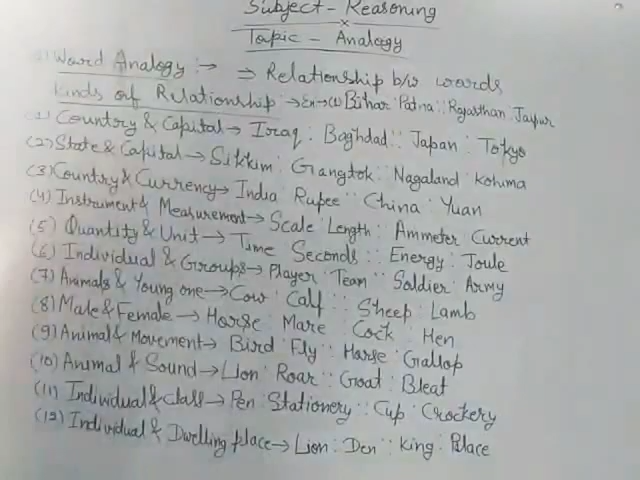 Subject - Reasoning
×
Topic - Analogy
Word Analogy :→ ⇒ Relationship b/w words
Kinds of Relationship → Ex → (1) Bihar : Patna :: Rajasthan : Jaipur
(1) Country & Capital → Iraq : Baghdad :: Japan : Tokyo
(2) State & Capital → Sikkim : Gangtok :: Nagaland : Kohima
(3) Country & Currency → India : Rupee :: China : Yuan
(4) Instrument & Measurement → Scale : Length :: Ammeter : Current
(5) Quantity & Unit → Time : Seconds :: Energy : Joule
(6) Individual & Groups → Player : Team :: Soldier : Army
(7) Animals & Young one → Cow : Calf :: Sheep : Lamb
(8) Male & Female → Horse : Mare :: Cock : Hen
(9) Animal & Movement → Bird : Fly :: Horse : Gallop
(10) Animal & Sound → Lion : Roar :: Goat : Bleat
(11) Individual & Class → Pen : Stationery :: Cup : Crockery
(12) Individual & Dwelling place → Lion : Den :: King : Palace